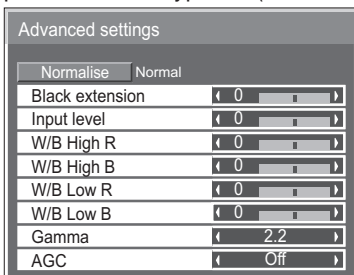 Advanced settings
Normalise Normal
Black extension 0
Input level 0
W/B High R 0
W/B High B 0
W/B Low R 0
W/B Low B 0
Gamma 2.2
AGC Off